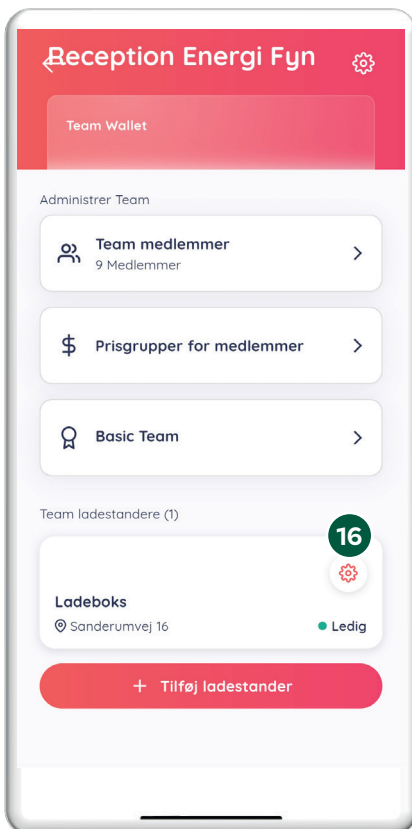 Reception Energi Fyn
Team Wallet
Administrer Team
Team medlemmer
9 Medlemmer
Prisgrupper for medlemmer
Basic Team
Team ladestandere (1)
16
Ladeboks
Sanderumvej 16
Ledig
+ Tilføj ladestander